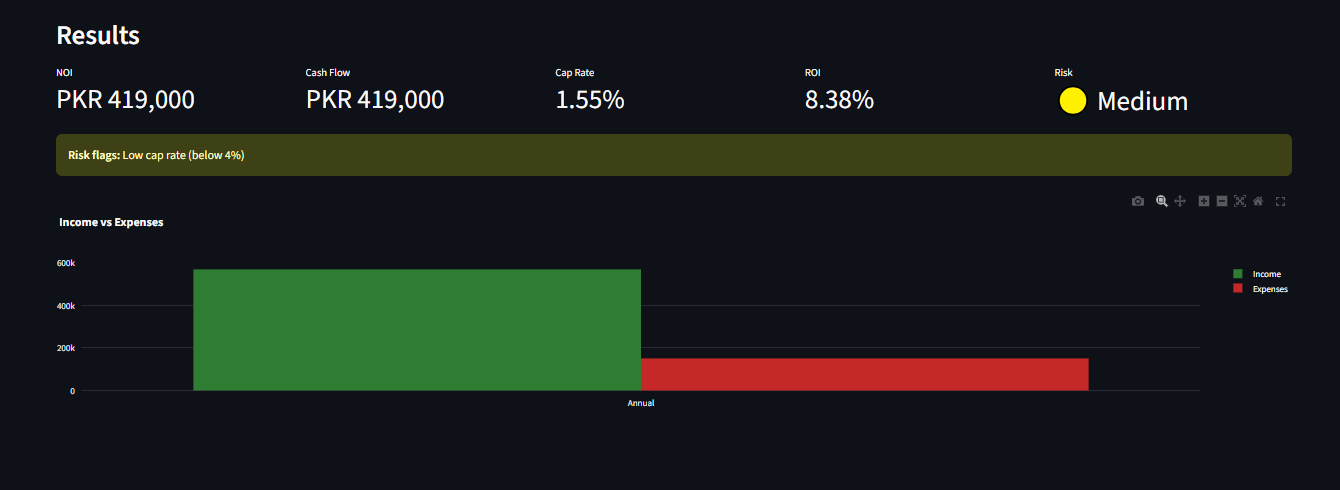 Results
NOI
PKR 419,000
Cash Flow
PKR 419,000
Cap Rate
1.55%
ROI
8.38%
Risk
Medium
Risk flags: Low cap rate (below 4%)
Income vs Expenses
600k
400k
200k
0
Annual
Income
Expenses